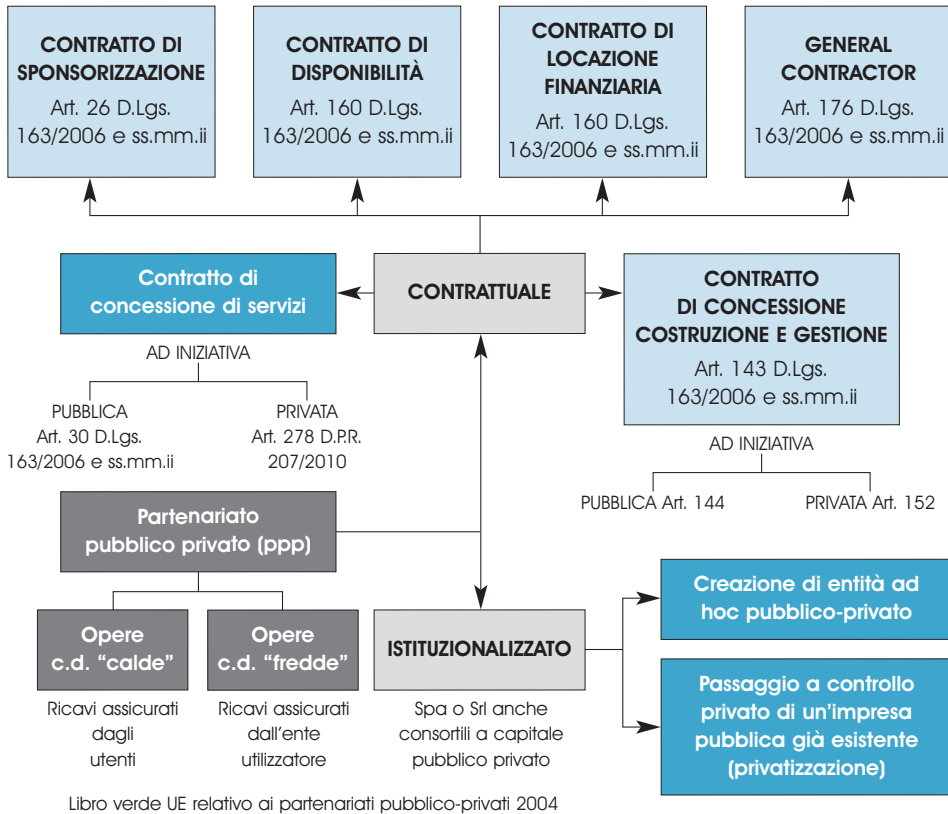 CONTRATTO DI
SPONSORIZZAZIONE
Art. 26 D.Lgs.
163/2006 e ss.mm.ii
CONTRATTO DI
DISPONIBILITÀ
Art. 160 D.Lgs.
163/2006 e ss.mm.ii
CONTRATTO DI
LOCAZIONE
FINANZIARIA
Art. 160 D.Lgs.
163/2006 e ss.mm.ii
GENERAL
CONTRACTOR
Art. 176 D.Lgs.
163/2006 e ss.mm.ii
Contratto di
concessione di servizi
CONTRATTUALE
CONTRATTO
DI CONCESSIONE
COSTRUZIONE E GESTIONE
Art. 143 D.Lgs.
163/2006 e ss.mm.ii
AD INIZIATIVA
PUBBLICA
Art. 30 D.Lgs.
163/2006 e ss.mm.ii
PRIVATA
Art. 278 D.P.R.
207/2010
AD INIZIATIVA
PUBBLICA Art. 144
PRIVATA Art. 152
Partenariato
pubblico privato (ppp)
Opere
c.d. "calde"
Opere
c.d. "fredde"
ISTITUZIONALIZZATO
Creazione di entità ad
hoc pubblico-privato
Passaggio a controllo
privato di un'impresa
pubblica già esistente
(privatizzazione)
Ricavi assicurati
dagli
utenti
Ricavi assicurati
dall'ente
utilizzatore
Spa o Srl anche
consortili a capitale
pubblico privato
Libro verde UE relativo ai partenariati pubblico-privati 2004